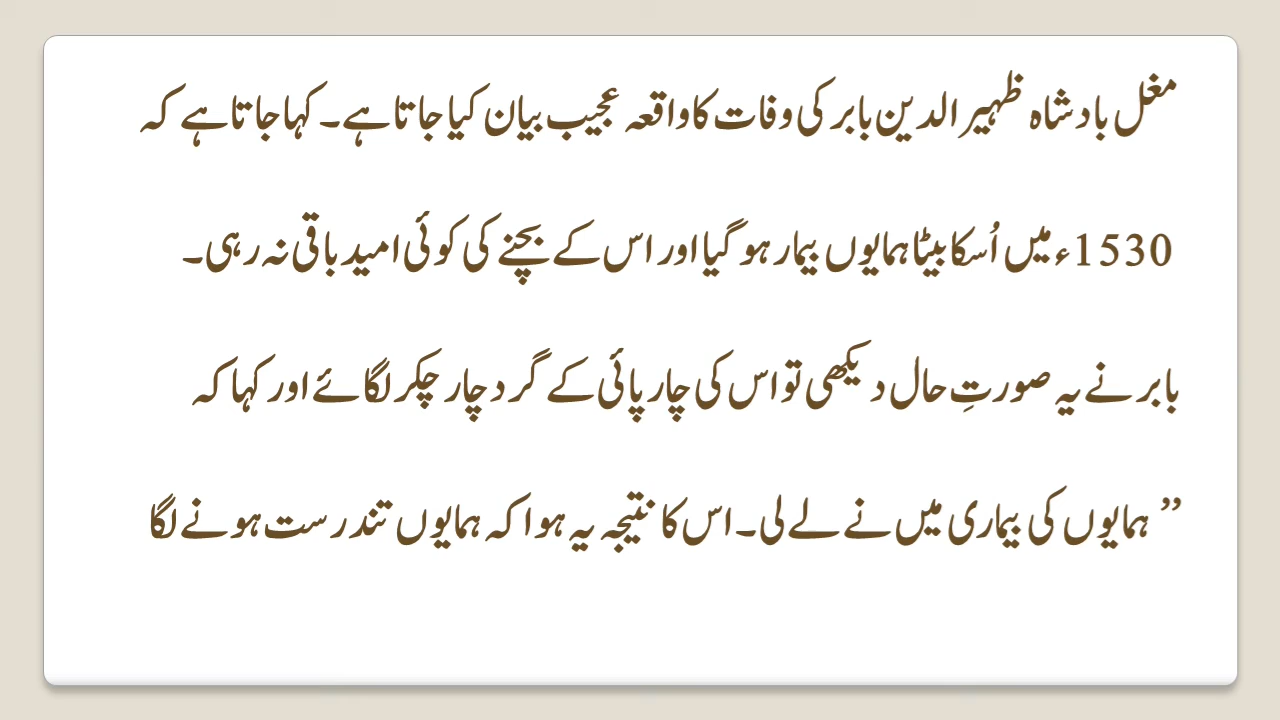 مغل بادشاہ ظہیر الدین بابر کی وفات کا واقعہ عجیب بیان کیا جاتا ہے۔ کہا جاتا ہے کہ
1530ء میں اُسکا بیٹا ہمایوں بیمار ہو گیا اور اس کے بچنے کی کوئی امید باقی نہ رہی۔
بابر نے یہ صورتِ حال دیکھی تو اس کی چارپائی کے گرد چار چکر لگائے اور کہا کہ
” ہمایوں کی بیماری میں نے لے لی۔ اس کا نتیجہ یہ ہوا کہ ہمایوں تندرست ہونے لگا